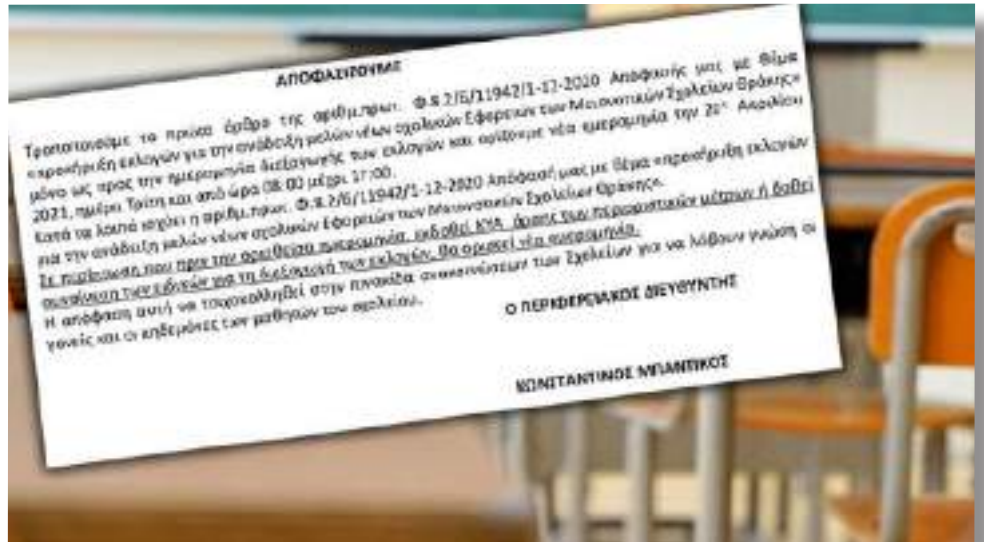 ΑΠΟΦΑΣΙΖΟΥΜΕ
Τροποποιούμε το πρώτο άρθρο της αριθμ.πρωτ. Φ.8.2/6/11942/1-12-2020 Απόφασής μας με θέμα
«προκήρυξη εκλογών για την ανάδειξη μελών νέων σχολικών Εφορειών των Μειονοτικών Σχολείων Θράκης»
μόνο ως προς την ημερομηνία διεξαγωγής των εκλογών και ορίζουμε νέα ημερομηνία την Απριλίου
2021, ημέρα Τρίτη και από ώρα 08:00 μέχρι 17:00.
Κατά τα λοιπά ισχύει η αριθμ.πρωτ. Φ.8.2/6/11942/1-12-2020 Απόφασή μας με θέμα «προκήρυξη εκλογών
για την ανάδειξη μελών νέων σχολικών Εφορειών των Μειονοτικών Σχολείων Θράκης».
Σε περίπτωση που πριν την ορισθείσα ημερομηνία, εκδοθεί ΚΥΑ άρσης των περιοριστικών μέτρων ή δοθεί
συναίνεση των ειδικών για τη διεξαγωγή των εκλογών, θα οριστεί νέα ημερομηνία.
Η απόφαση αυτή να τοιχοκολληθεί στην πινακίδα ανακοινώσεων των Σχολείων για να λάβουν γνώση οι
γονείς και οι κηδεμόνες των μαθητών του σχολείου.
Ο ΠΕΡΙΦΕΡΕΙΑΚΟΣ ΔΙΕΥΘΥΝΤΗΣ
ΚΩΝΣΤΑΝΤΙΝΟΣ ΜΠΑΝΤΙΚΟΣ